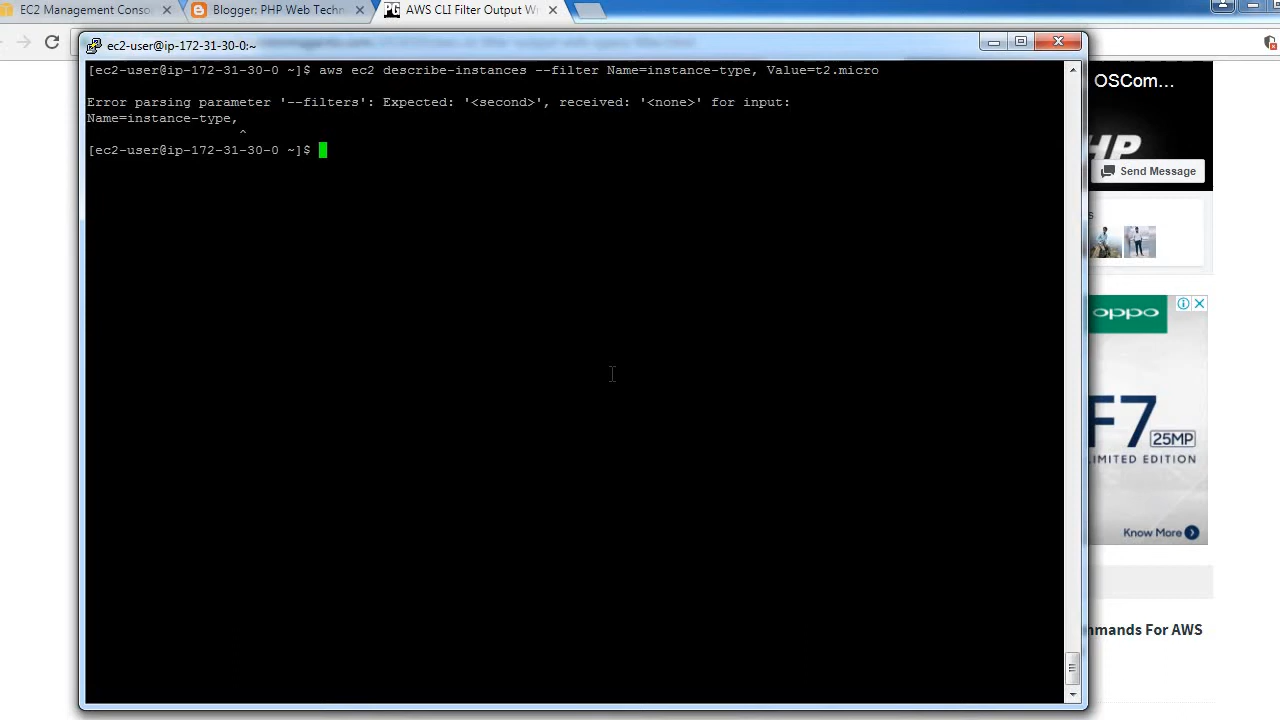 EC2 Management Conso
Blogger: PHP Web Techn
PG AWS CLI Filter Output W
ec2-user@ip-172-31-30-0:~
[ec2-user@ip-172-31-30-0 ~]$ aws ec2 describe-instances --filter Name=instance-type, Value=t2.micro
Error parsing parameter '--filters': Expected: '<second>', received: '<none>' for input:
Name=instance-type,
^
[ec2-user@ip-172-31-30-0 ~]$
OSCom...
HP
Send Message
s
oppo
F7
25MP
LIMITED EDITION
Know More
mmands For AWS